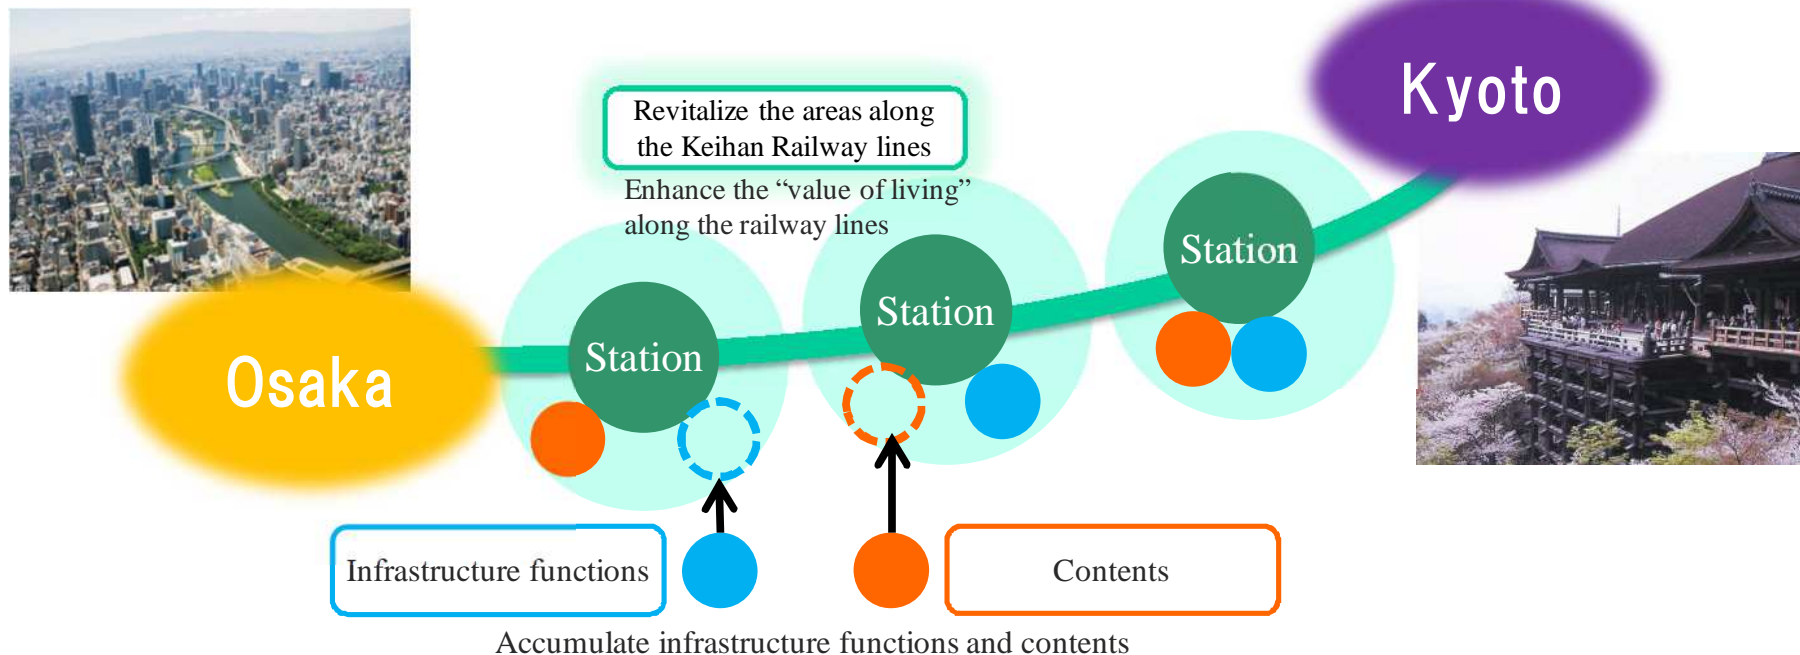 Kyoto
Revitalize the areas along
the Keihan Railway lines
Enhance the “value of living”
along the railway lines
Station
Station
Station
Osaka
Infrastructure functions
Contents
Accumulate infrastructure functions and contents